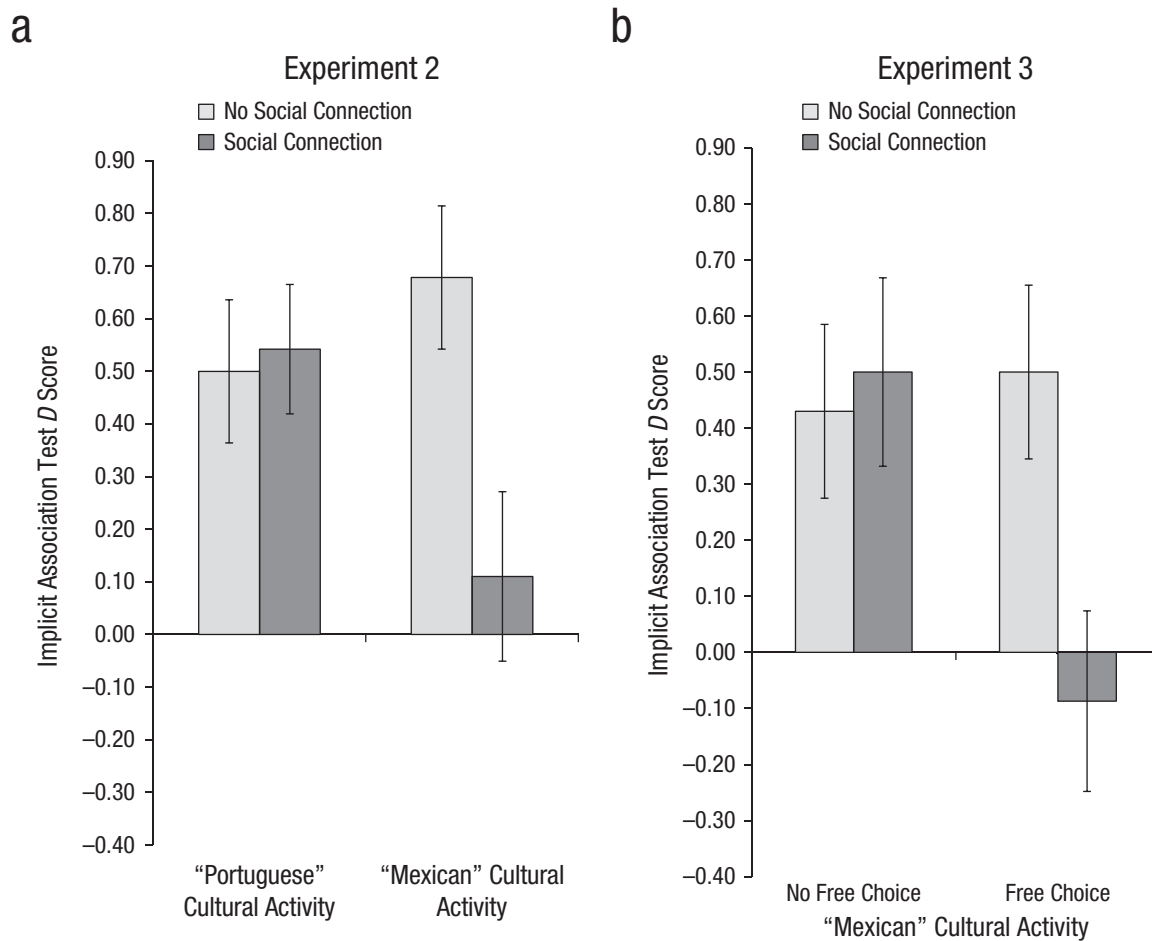 a
Experiment 2
No Social Connection
Social Connection
0.90
0.80
0.70
0.60
0.50
0.40
0.30
0.20
0.10
0.00
–0.10
–0.20
–0.30
–0.40
Implicit Association Test D Score
“Portuguese”
Cultural Activity
“Mexican” Cultural
Activity
b
Experiment 3
No Social Connection
Social Connection
0.90
0.80
0.70
0.60
0.50
0.40
0.30
0.20
0.10
0.00
–0.10
–0.20
–0.30
–0.40
Implicit Association Test D Score
No Free Choice
Free Choice
“Mexican” Cultural Activity